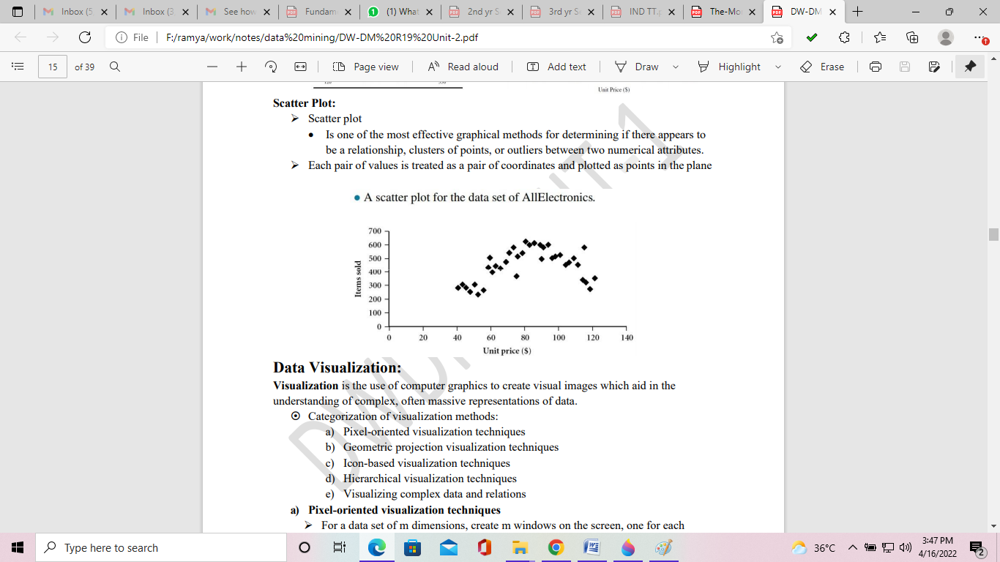 Inbox (5
Inbox (3
See how
Fundam
1 (1) What
2nd yr S
3rd yr S
IND TT.
The-Mo
DW-DM
File F:/ramya/work/notes/data%20mining/DW-DM%20R19%20Unit-2.pdf
15 of 39 Page view Read aloud Add text Draw Highlight Erase
Unit Price ($)
Scatter Plot:
➤ Scatter plot
• Is one of the most effective graphical methods for determining if there appears to
be a relationship, clusters of points, or outliers between two numerical attributes.
➤ Each pair of values is treated as a pair of coordinates and plotted as points in the plane
• A scatter plot for the data set of AllElectronics.
700
600
500
400
300
200
100
0
Items sold
0 20 40 60 80 100 120 140
Unit price ($)
Data Visualization:
Visualization is the use of computer graphics to create visual images which aid in the
understanding of complex, often massive representations of data.
Categorization of visualization methods:
a) Pixel-oriented visualization techniques
b) Geometric projection visualization techniques
c) Icon-based visualization techniques
d) Hierarchical visualization techniques
e) Visualizing complex data and relations
a) Pixel-oriented visualization techniques
➤ For a data set of m dimensions, create m windows on the screen, one for each
Type here to search
36°C
3:47 PM
4/16/2022
2